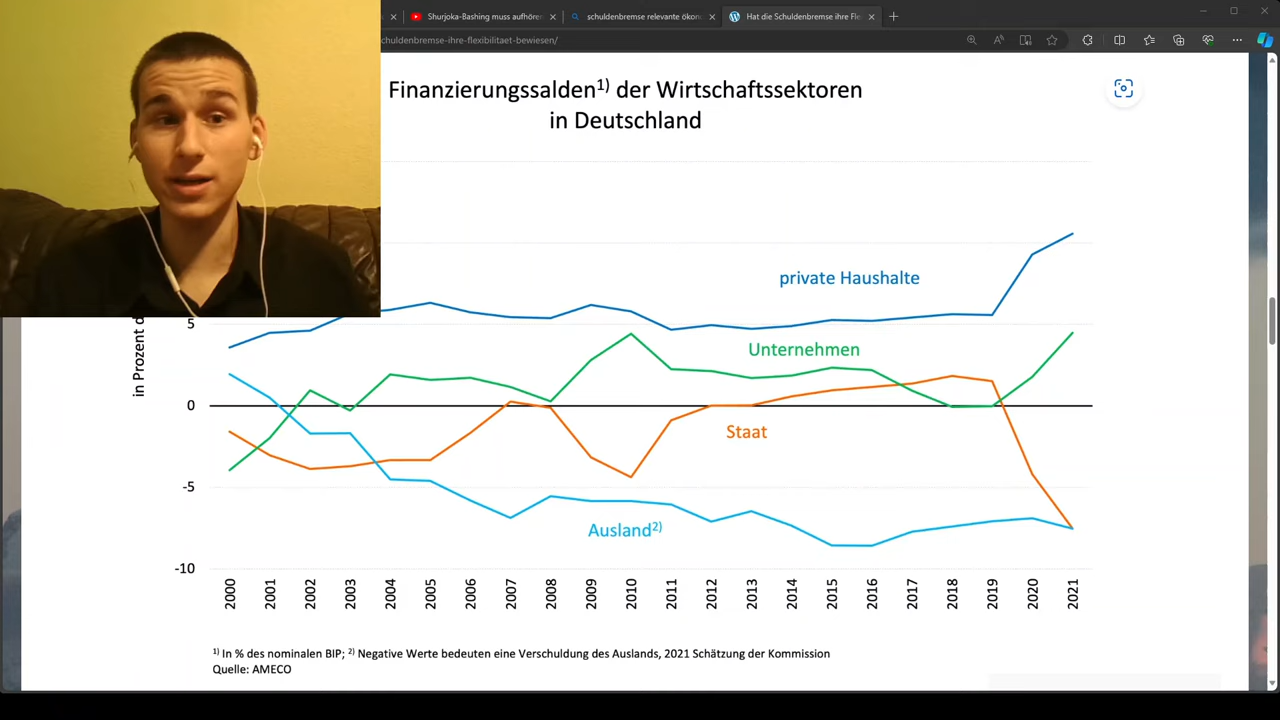 Shurjoka-Bashing muss aufhören
schuldenbremse relevante ökon
Hat die Schuldenbremse ihre Fle
chuldenbremse-ihre-flexibilitaet-bewiesen/
Finanzierungssalden1) der Wirtschaftssektoren
in Deutschland
private Haushalte
in Prozent
5
Unternehmen
0
Staat
-5
Ausland2)
-10
2000 2001 2002 2003 2004 2005 2006 2007 2008 2009 2010 2011 2012 2013 2014 2015 2016 2017 2018 2019 2020 2021
1) In % des nominalen BIP; 2) Negative Werte bedeuten eine Verschuldung des Auslands, 2021 Schätzung der Kommission
Quelle: AMECO